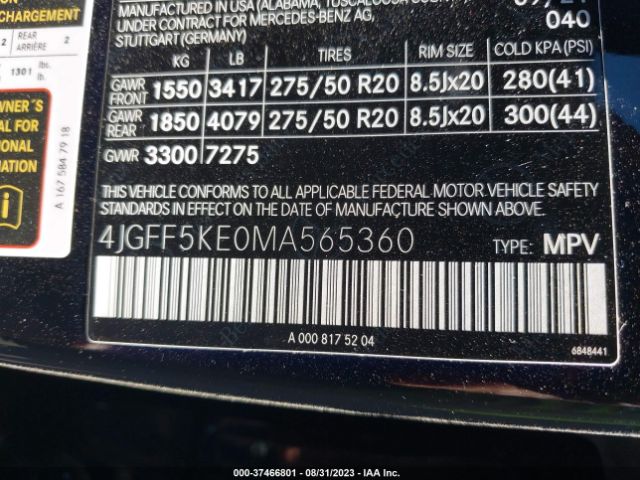 CHARGEMENT
2 REAR 2
ARRIÈRE
1301 lbs.
lb.
OWNER´S
AL FOR
IONAL
MATION
i
A 167 584 79 18
MANUFACTURED IN USA (ALABAMA, TUSCALOOSA
UNDER CONTRACT FOR MERCEDES-BENZ AG, 040
STUTTGART (GERMANY)
KG LB TIRES RIM SIZE COLD KPA(PSI)
GAWR FRONT 1550 3417 275/50 R20 8.5Jx20 280(41)
GAWR REAR 1850 4079 275/50 R20 8.5Jx20 300(44)
GVWR 3300 7275
THIS VEHICLE CONFORMS TO ALL APPLICABLE FEDERAL MOTOR VEHICLE SAFETY
STANDARDS IN EFFECT ON THE DATE OF MANUFACTURE SHOWN ABOVE.
4JGFF5KE0MA565360 TYPE: MPV
A 000 817 52 04
6848441
000-37466801 - 08/31/2023 - IAA Inc.